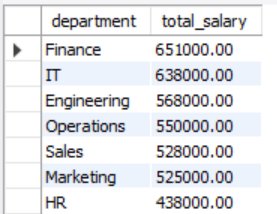 department total_salary
Finance 651000.00
IT 638000.00
Engineering 568000.00
Operations 550000.00
Sales 528000.00
Marketing 525000.00
HR 438000.00